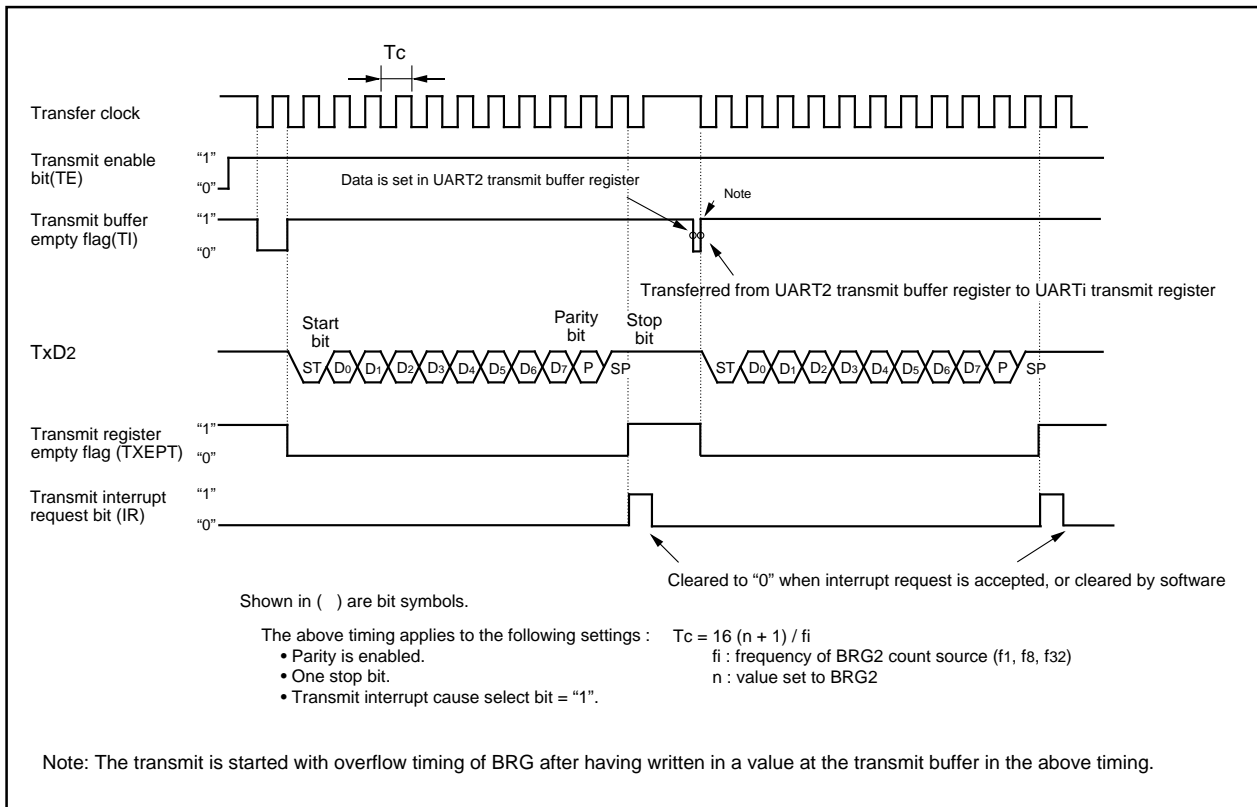 Tc
Transfer clock
Transmit enable
bit(TE)
“1”
“0”
Data is set in UART2 transmit buffer register
Note
Transmit buffer
empty flag(TI)
“1”
“0”
Transferred from UART2 transmit buffer register to UARTi transmit register
Start
bit
Parity
bit
Stop
bit
TxD2
ST D0 D1 D2 D3 D4 D5 D6 D7 P SP ST D0 D1 D2 D3 D4 D5 D6 D7 P SP
Transmit register
empty flag (TXEPT)
“1”
“0”
Transmit interrupt
request bit (IR)
“1”
“0”
Cleared to “0” when interrupt request is accepted, or cleared by software
Shown in ( ) are bit symbols.
The above timing applies to the following settings :
• Parity is enabled.
• One stop bit.
• Transmit interrupt cause select bit = “1”.
Tc = 16 (n + 1) / fi
fi : frequency of BRG2 count source (f1, f8, f32)
n : value set to BRG2
Note: The transmit is started with overflow timing of BRG after having written in a value at the transmit buffer in the above timing.